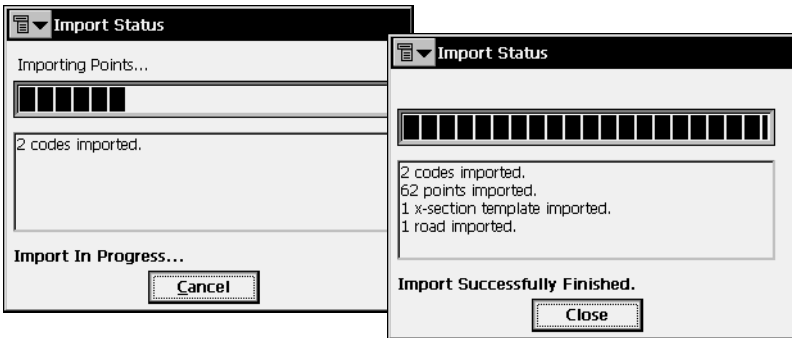 Import Status
Importing Points...
2 codes imported.
Import In Progress...
Cancel
Import Status
2 codes imported.
62 points imported.
1 x-section template imported.
1 road imported.
Import Successfully Finished.
Close